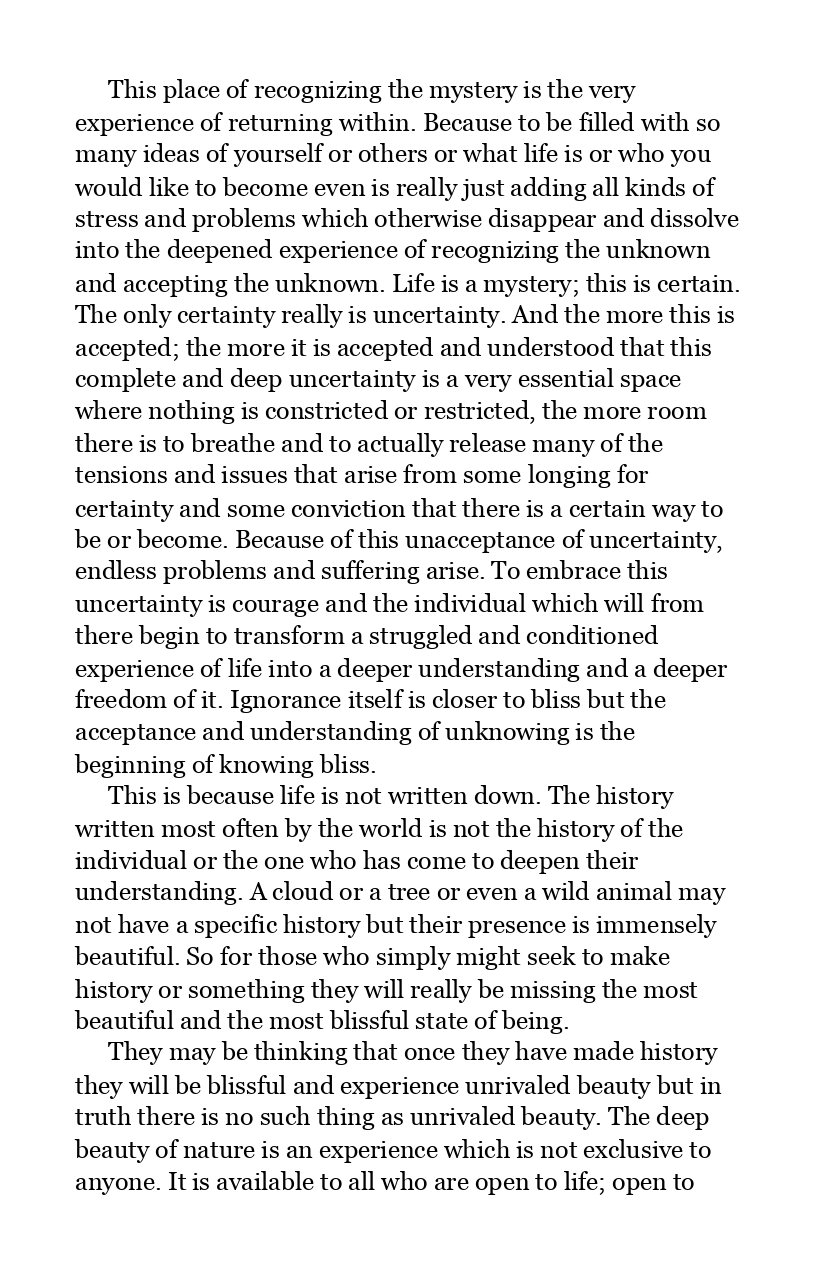 This place of recognizing the mystery is the very
experience of returning within. Because to be filled with so
many ideas of yourself or others or what life is or who you
would like to become even is really just adding all kinds of
stress and problems which otherwise disappear and dissolve
into the deepened experience of recognizing the unknown
and accepting the unknown. Life is a mystery; this is certain.
The only certainty really is uncertainty. And the more this is
accepted; the more it is accepted and understood that this
complete and deep uncertainty is a very essential space
where nothing is constricted or restricted, the more room
there is to breathe and to actually release many of the
tensions and issues that arise from some longing for
certainty and some conviction that there is a certain way to
be or become. Because of this unacceptance of uncertainty,
endless problems and suffering arise. To embrace this
uncertainty is courage and the individual which will from
there begin to transform a struggled and conditioned
experience of life into a deeper understanding and a deeper
freedom of it. Ignorance itself is closer to bliss but the
acceptance and understanding of unknowing is the
beginning of knowing bliss.
This is because life is not written down. The history
written most often by the world is not the history of the
individual or the one who has come to deepen their
understanding. A cloud or a tree or even a wild animal may
not have a specific history but their presence is immensely
beautiful. So for those who simply might seek to make
history or something they will really be missing the most
beautiful and the most blissful state of being.
They may be thinking that once they have made history
they will be blissful and experience unrivaled beauty but in
truth there is no such thing as unrivaled beauty. The deep
beauty of nature is an experience which is not exclusive to
anyone. It is available to all who are open to life; open to